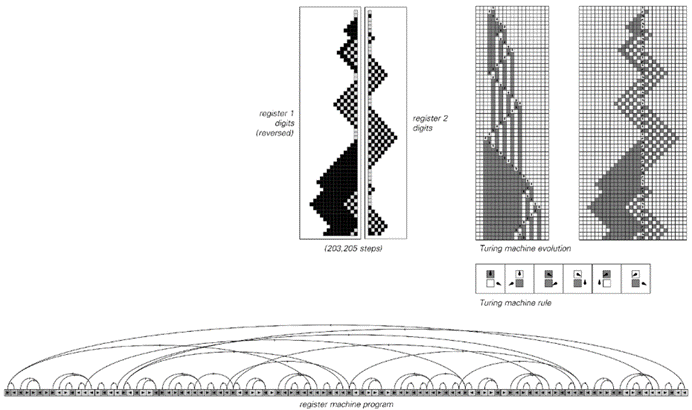 register 1
digits
(reversed)
register 2
digits
(203,205 steps)
Turing machine evolution
Turing machine rule
register machine program